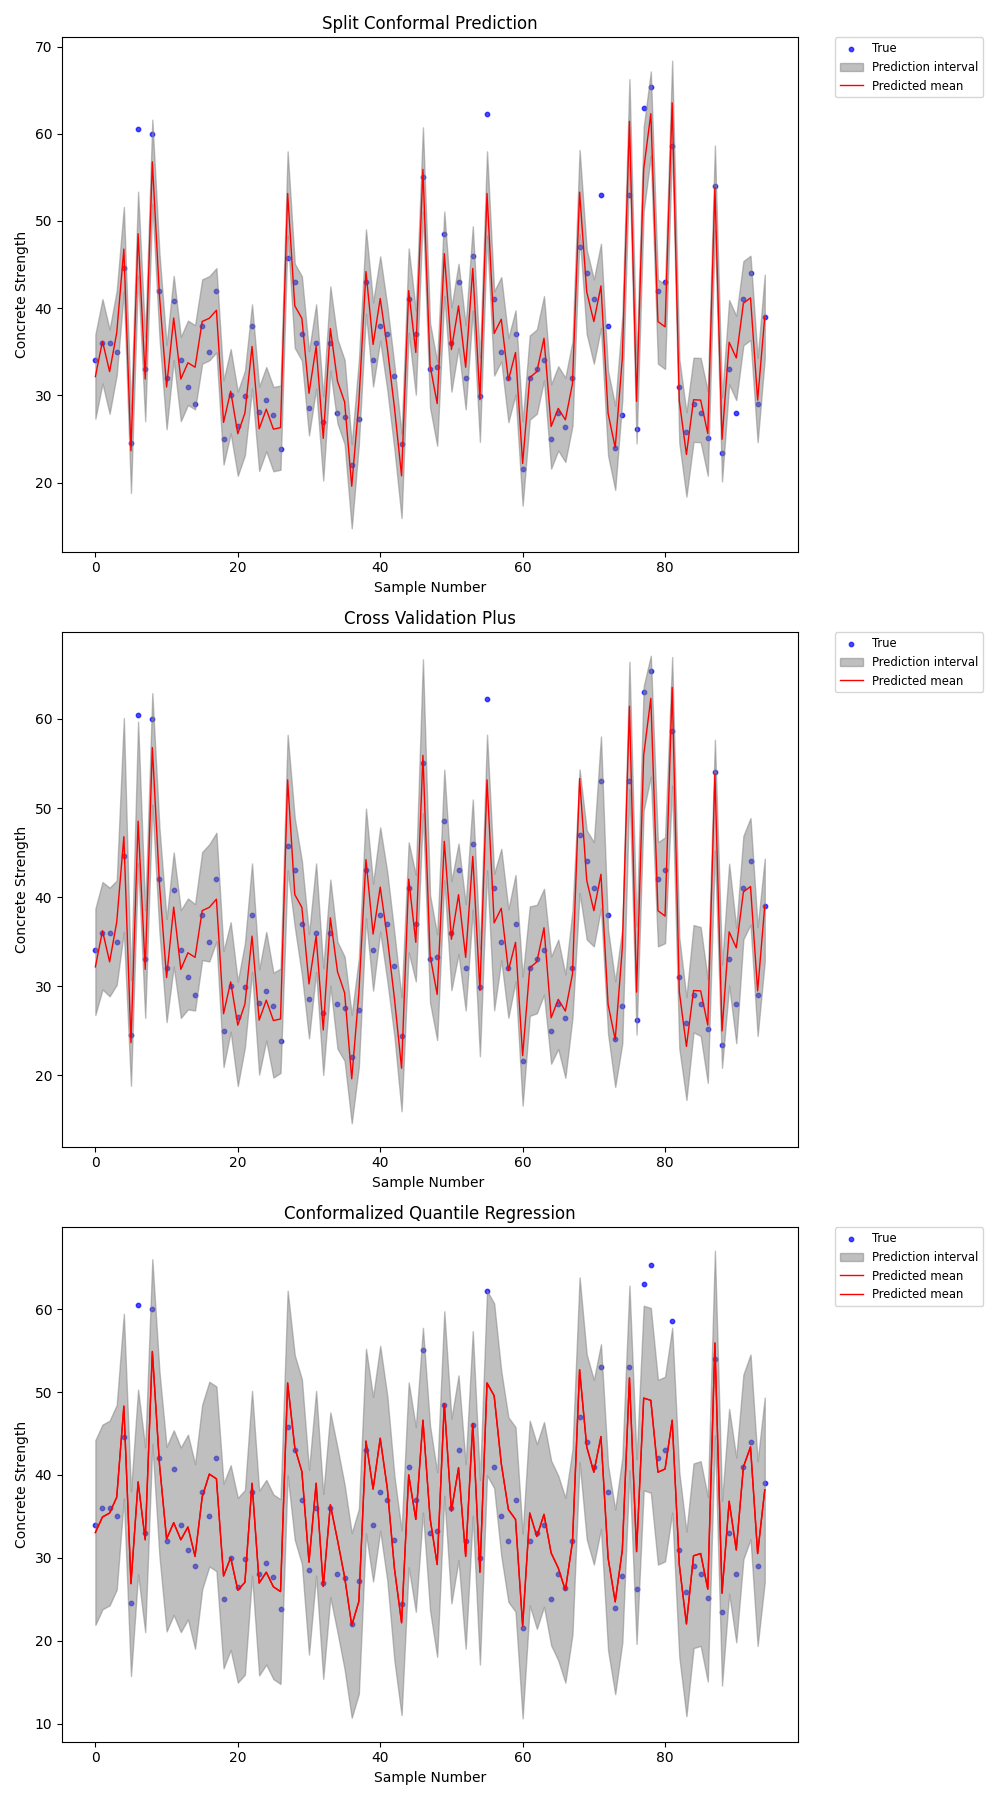 Split Conformal Prediction
True
Prediction interval
Predicted mean
Concrete Strength
70
60
50
40
30
20
0 20 40 60 80
Sample Number
Cross Validation Plus
True
Prediction interval
Predicted mean
Concrete Strength
60
50
40
30
20
0 20 40 60 80
Sample Number
Conformalized Quantile Regression
True
Prediction interval
Predicted mean
Predicted mean
Concrete Strength
60
50
40
30
20
10
0 20 40 60 80
Sample Number